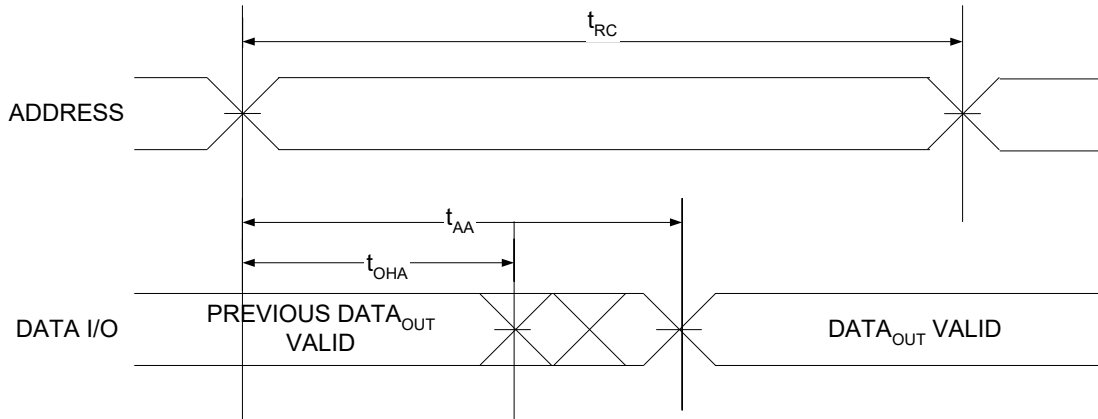 tRC
ADDRESS
tAA
tOHA
DATA I/O
PREVIOUS DATAOUT
VALID
DATAOUT VALID